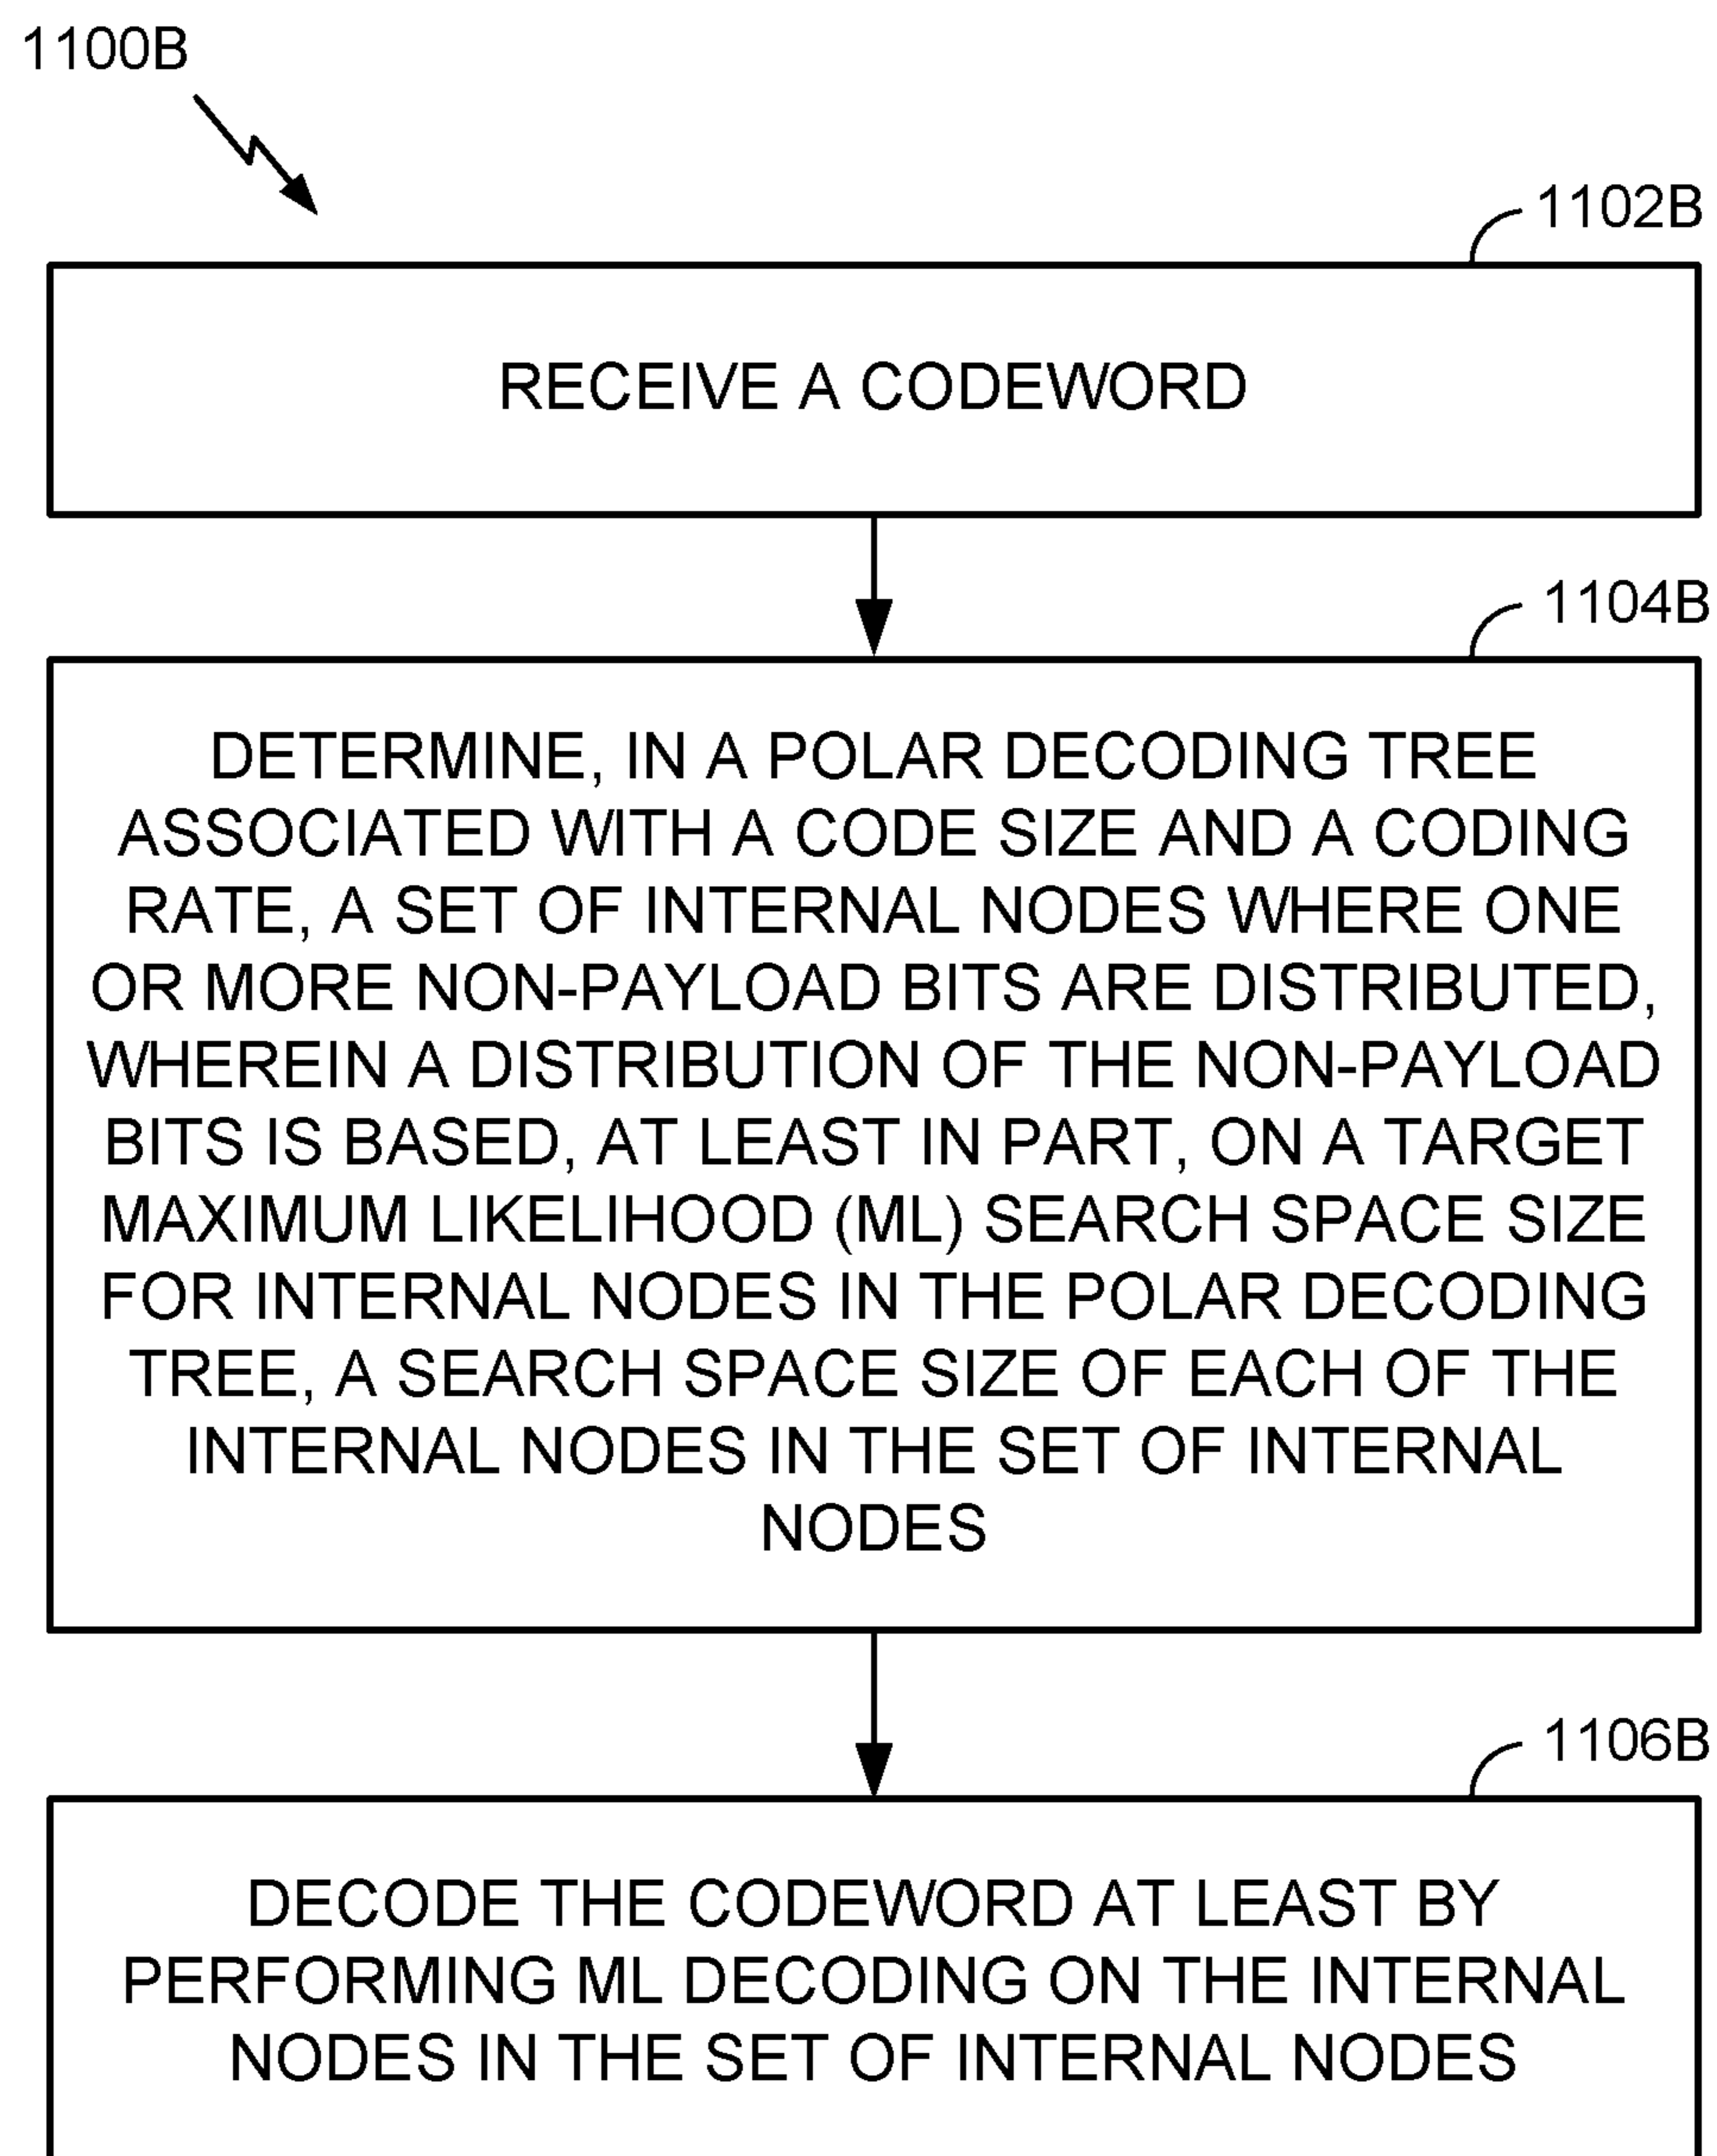 1100B
1102B
RECEIVE A CODEWORD
1104B
DETERMINE, IN A POLAR DECODING TREE
ASSOCIATED WITH A CODE SIZE AND A CODING
RATE, A SET OF INTERNAL NODES WHERE ONE
OR MORE NON-PAYLOAD BITS ARE DISTRIBUTED,
WHEREIN A DISTRIBUTION OF THE NON-PAYLOAD
BITS IS BASED, AT LEAST IN PART, ON A TARGET
MAXIMUM LIKELIHOOD (ML) SEARCH SPACE SIZE
FOR INTERNAL NODES IN THE POLAR DECODING
TREE, A SEARCH SPACE SIZE OF EACH OF THE
INTERNAL NODES IN THE SET OF INTERNAL
NODES
1106B
DECODE THE CODEWORD AT LEAST BY
PERFORMING ML DECODING ON THE INTERNAL
NODES IN THE SET OF INTERNAL NODES